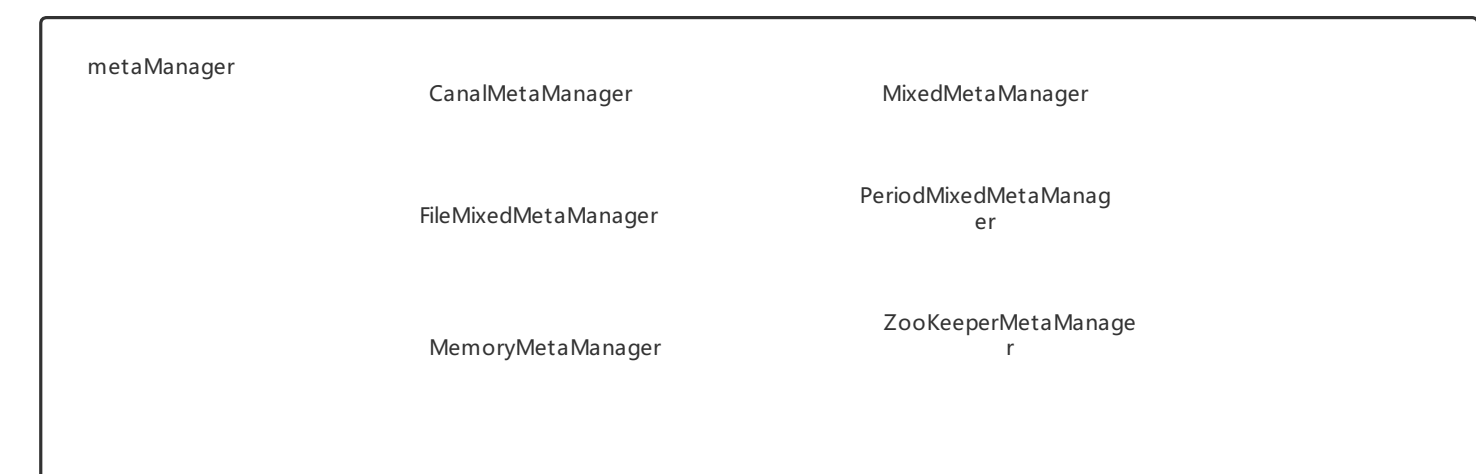 metaManager
CanalMetaManager
MixedMetaManager
FileMixedMetaManager
PeriodMixedMetaManag
er
MemoryMetaManager
ZooKeeperMetaManage
r